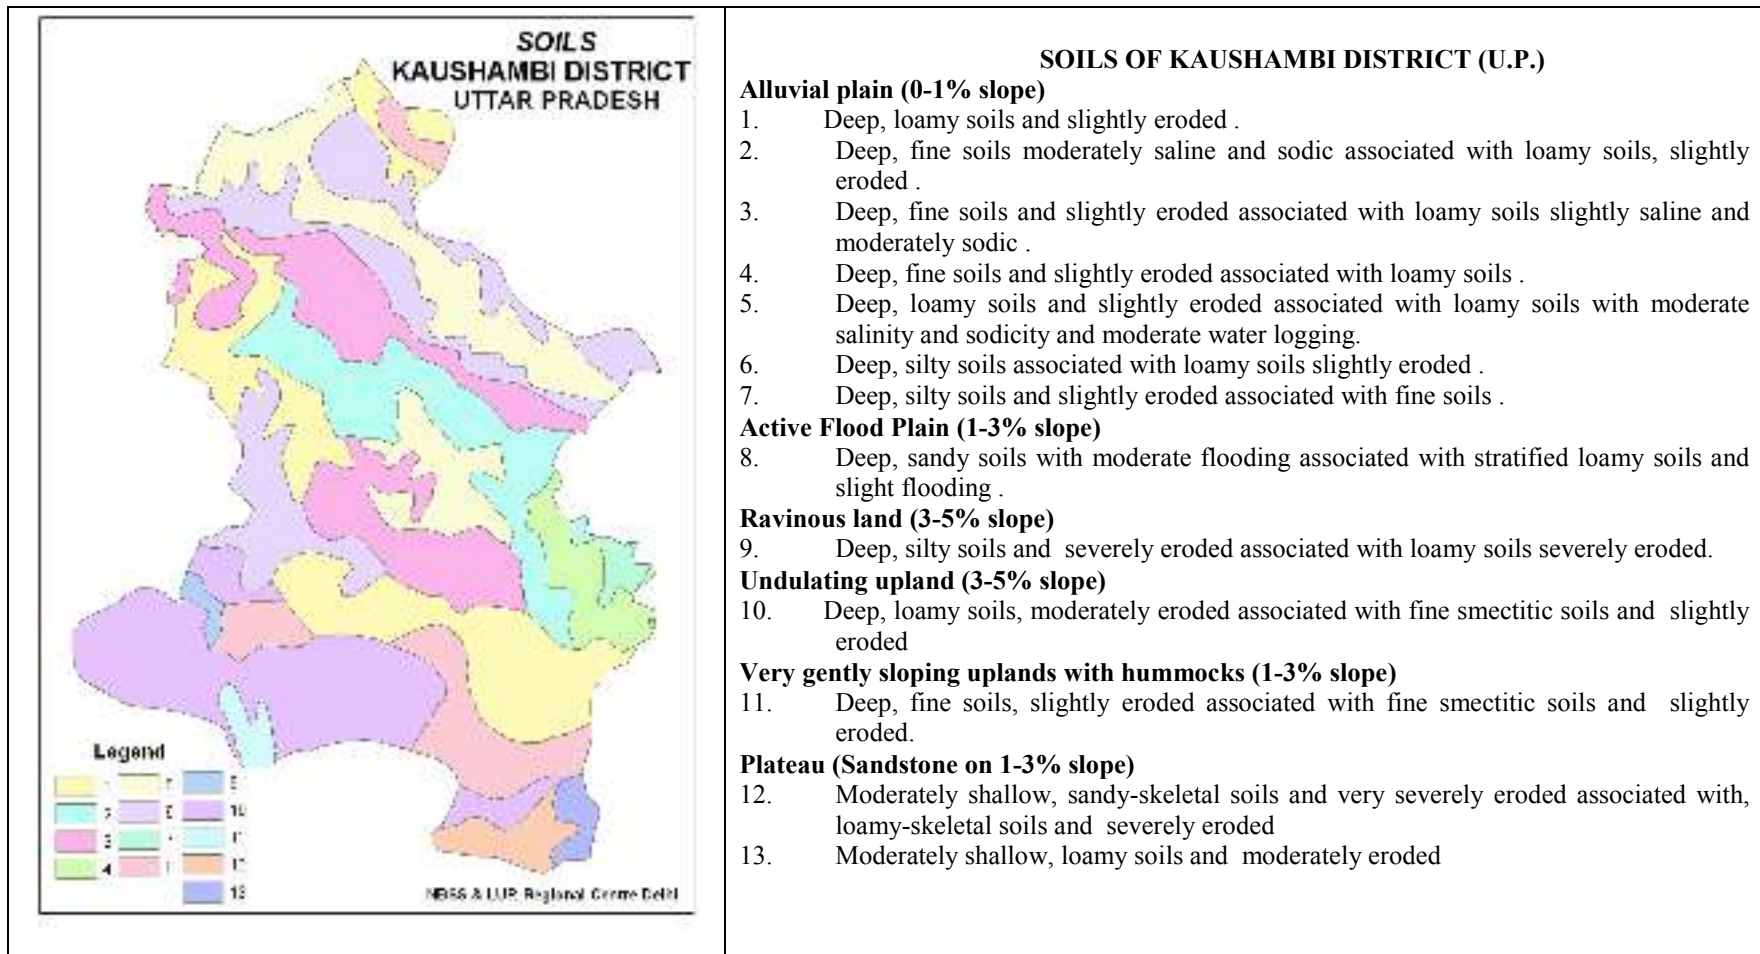 SOILS
KAUSHAMBI DISTRICT
UTTAR PRADESH
Legend
1
2
3
4
10
13
NBSS & LUP, Regional Centre Delhi
SOILS OF KAUSHAMBI DISTRICT (U.P.)
Alluvial plain (0-1% slope)
1. Deep, loamy soils and slightly eroded .
2. Deep, fine soils moderately saline and sodic associated with loamy soils, slightly
eroded .
3. Deep, fine soils and slightly eroded associated with loamy soils slightly saline and
moderately sodic .
4. Deep, fine soils and slightly eroded associated with loamy soils .
5. Deep, loamy soils and slightly eroded associated with loamy soils with moderate
salinity and sodicity and moderate water logging.
6. Deep, silty soils associated with loamy soils slightly eroded .
7. Deep, silty soils and slightly eroded associated with fine soils .
Active Flood Plain (1-3% slope)
8. Deep, sandy soils with moderate flooding associated with stratified loamy soils and
slight flooding .
Ravinous land (3-5% slope)
9. Deep, silty soils and severely eroded associated with loamy soils severely eroded.
Undulating upland (3-5% slope)
10. Deep, loamy soils, moderately eroded associated with fine smectitic soils and slightly
eroded
Very gently sloping uplands with hummocks (1-3% slope)
11. Deep, fine soils, slightly eroded associated with fine smectitic soils and slightly
eroded.
Plateau (Sandstone on 1-3% slope)
12. Moderately shallow, sandy-skeletal soils and very severely eroded associated with,
loamy-skeletal soils and severely eroded
13. Moderately shallow, loamy soils and moderately eroded